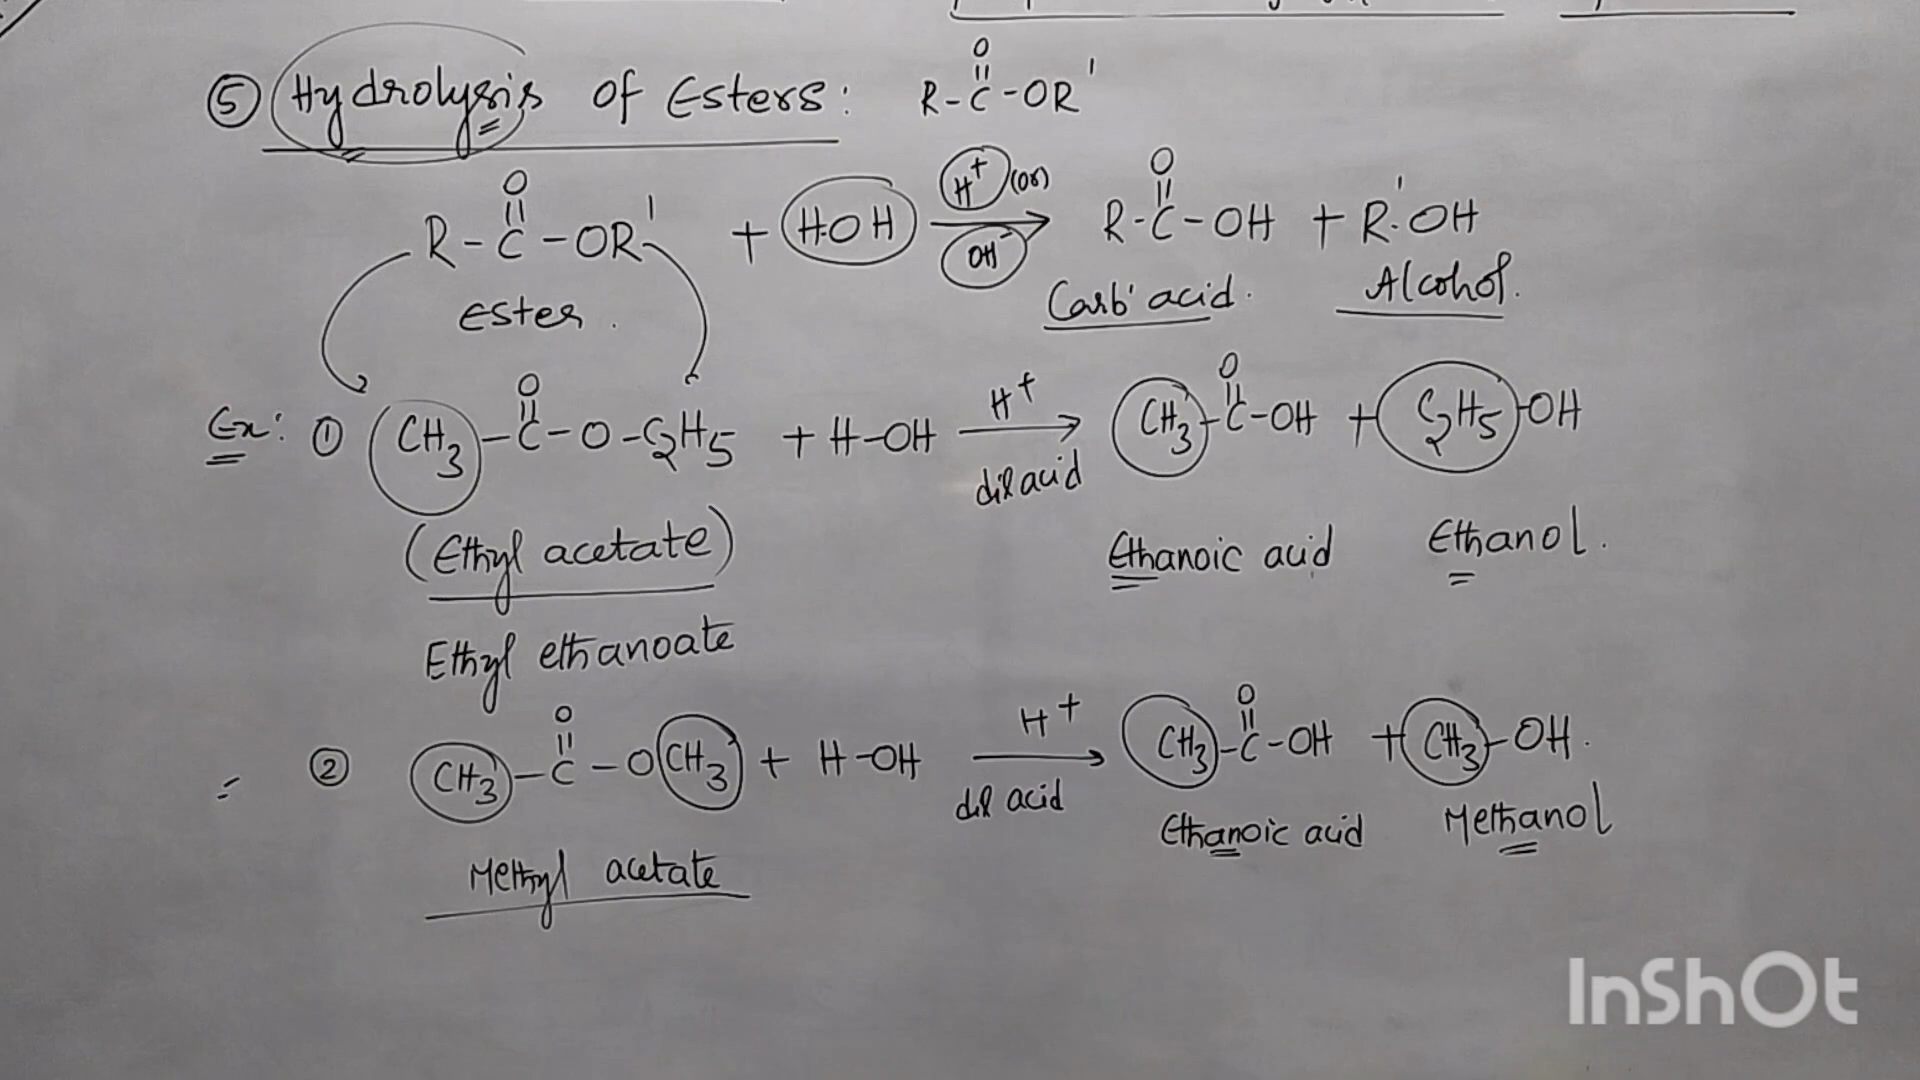 ⑤ Hydrolysis of Esters: R-C(=O)-OR'
R-C(=O)-OR' + HOH H⁺ (or) OH⁻ → R-C(=O)-OH + R'.OH
Ester. Carb' acid. Alcohol.
Ex: ① CH₃-C(=O)-O-C₂H₅ + H-OH H⁺ → dil acid CH₃-C(=O)-OH + C₂H₅-OH
(Ethyl acetate) Ethanoic acid Ethanol.
Ethyl ethanoate
② CH₃-C(=O)-OCH₃ + H-OH H⁺ → dil acid CH₃-C(=O)-OH + CH₃-OH.
Ethanoic acid Methanol
Methyl acetate
InShOt